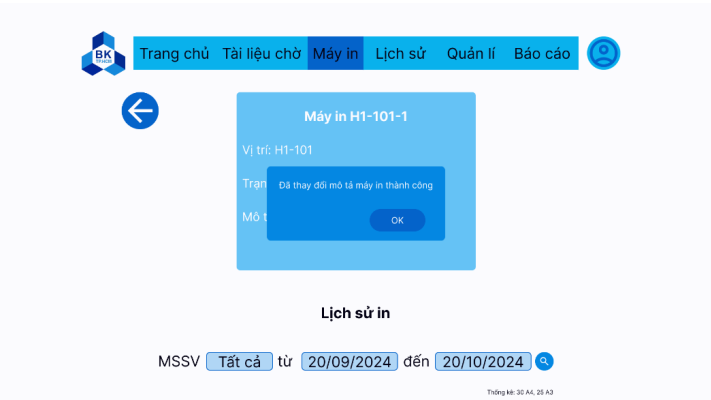 BK
TP.HCM
Trang chủ Tài liệu chờ Máy in Lịch sử Quản lí Báo cáo
Máy in H1-101-1
Vị trí: H1-101
Trạn
Đã thay đổi mô tả máy in thành công
Mô t
OK
Lịch sử in
MSSV Tất cả từ 20/09/2024 đến 20/10/2024
Thống kê: 30 A4, 25 A3